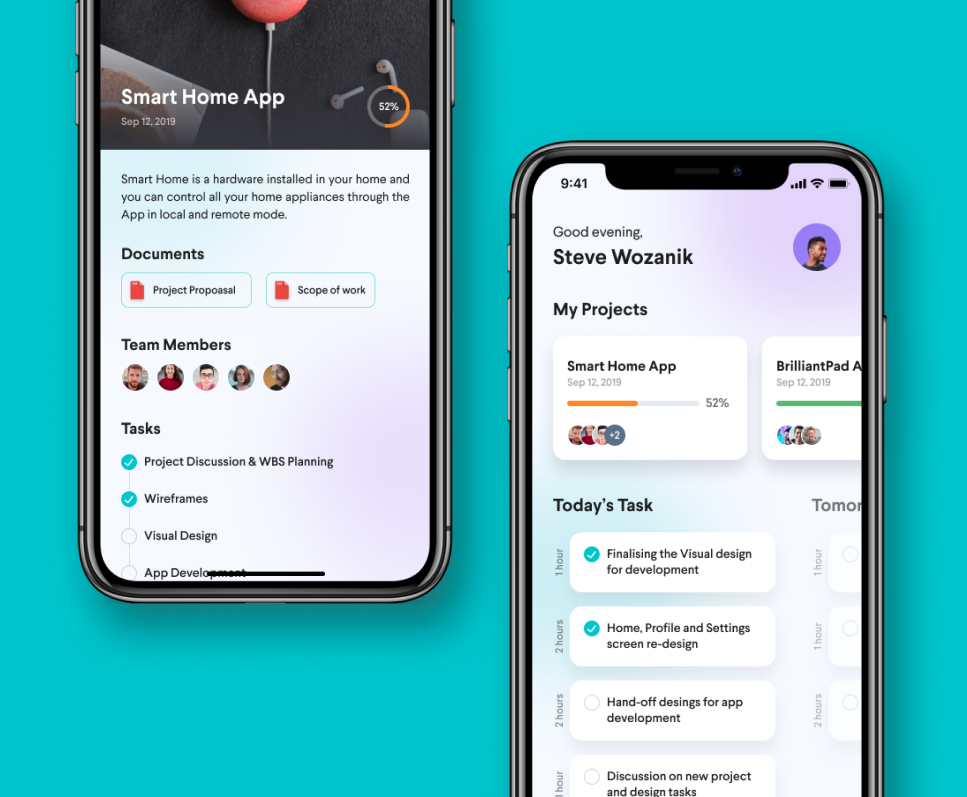 Smart Home App
Sep 12, 2019
52%
Smart Home is a hardware installed in your home and
you can control all your home appliances through the
App in local and remote mode.
Documents
Project Propoasal
Scope of work
Team Members
Tasks
Project Discussion & WBS Planning
Wireframes
Visual Design
App Development
9:41
Good evening,
Steve Wozanik
My Projects
Smart Home App
Sep 12, 2019
52%
+2
BrilliantPad A
Sep 12, 2019
Today's Task
Tomor
1 hour
Finalising the Visual design
for development
1 hour
2 hours
Home, Profile and Settings
screen re-design
1 hour
2 hours
Hand-off desings for app
development
2 hours
hour
Discussion on new project
and design tasks